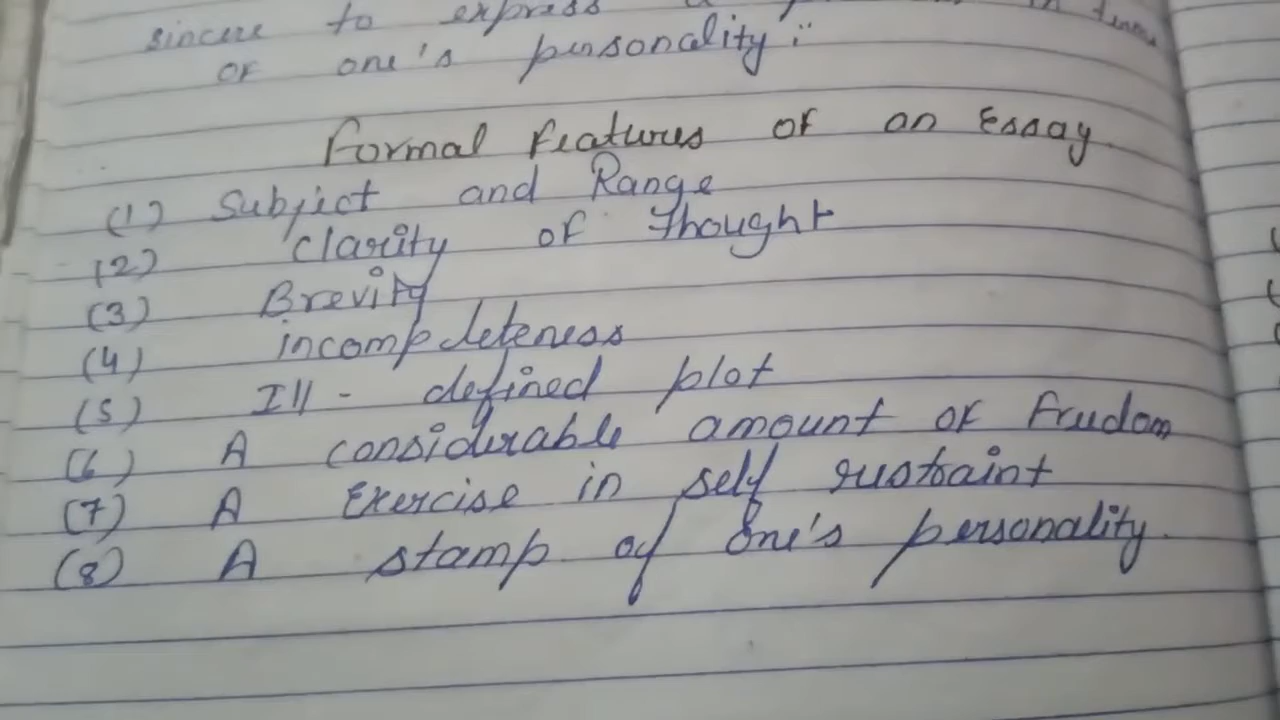 sincere to express in terms
of one's personality."
Formal Features of an Essay
(1) Subject and Range
(2) Clarity of Thought
(3) Brevity
(4) incompleteness
(5) Ill - defined plot
(6) A considerable amount of Freedom
(7) A Exercise in self restraint
(8) A stamp of One's personality.